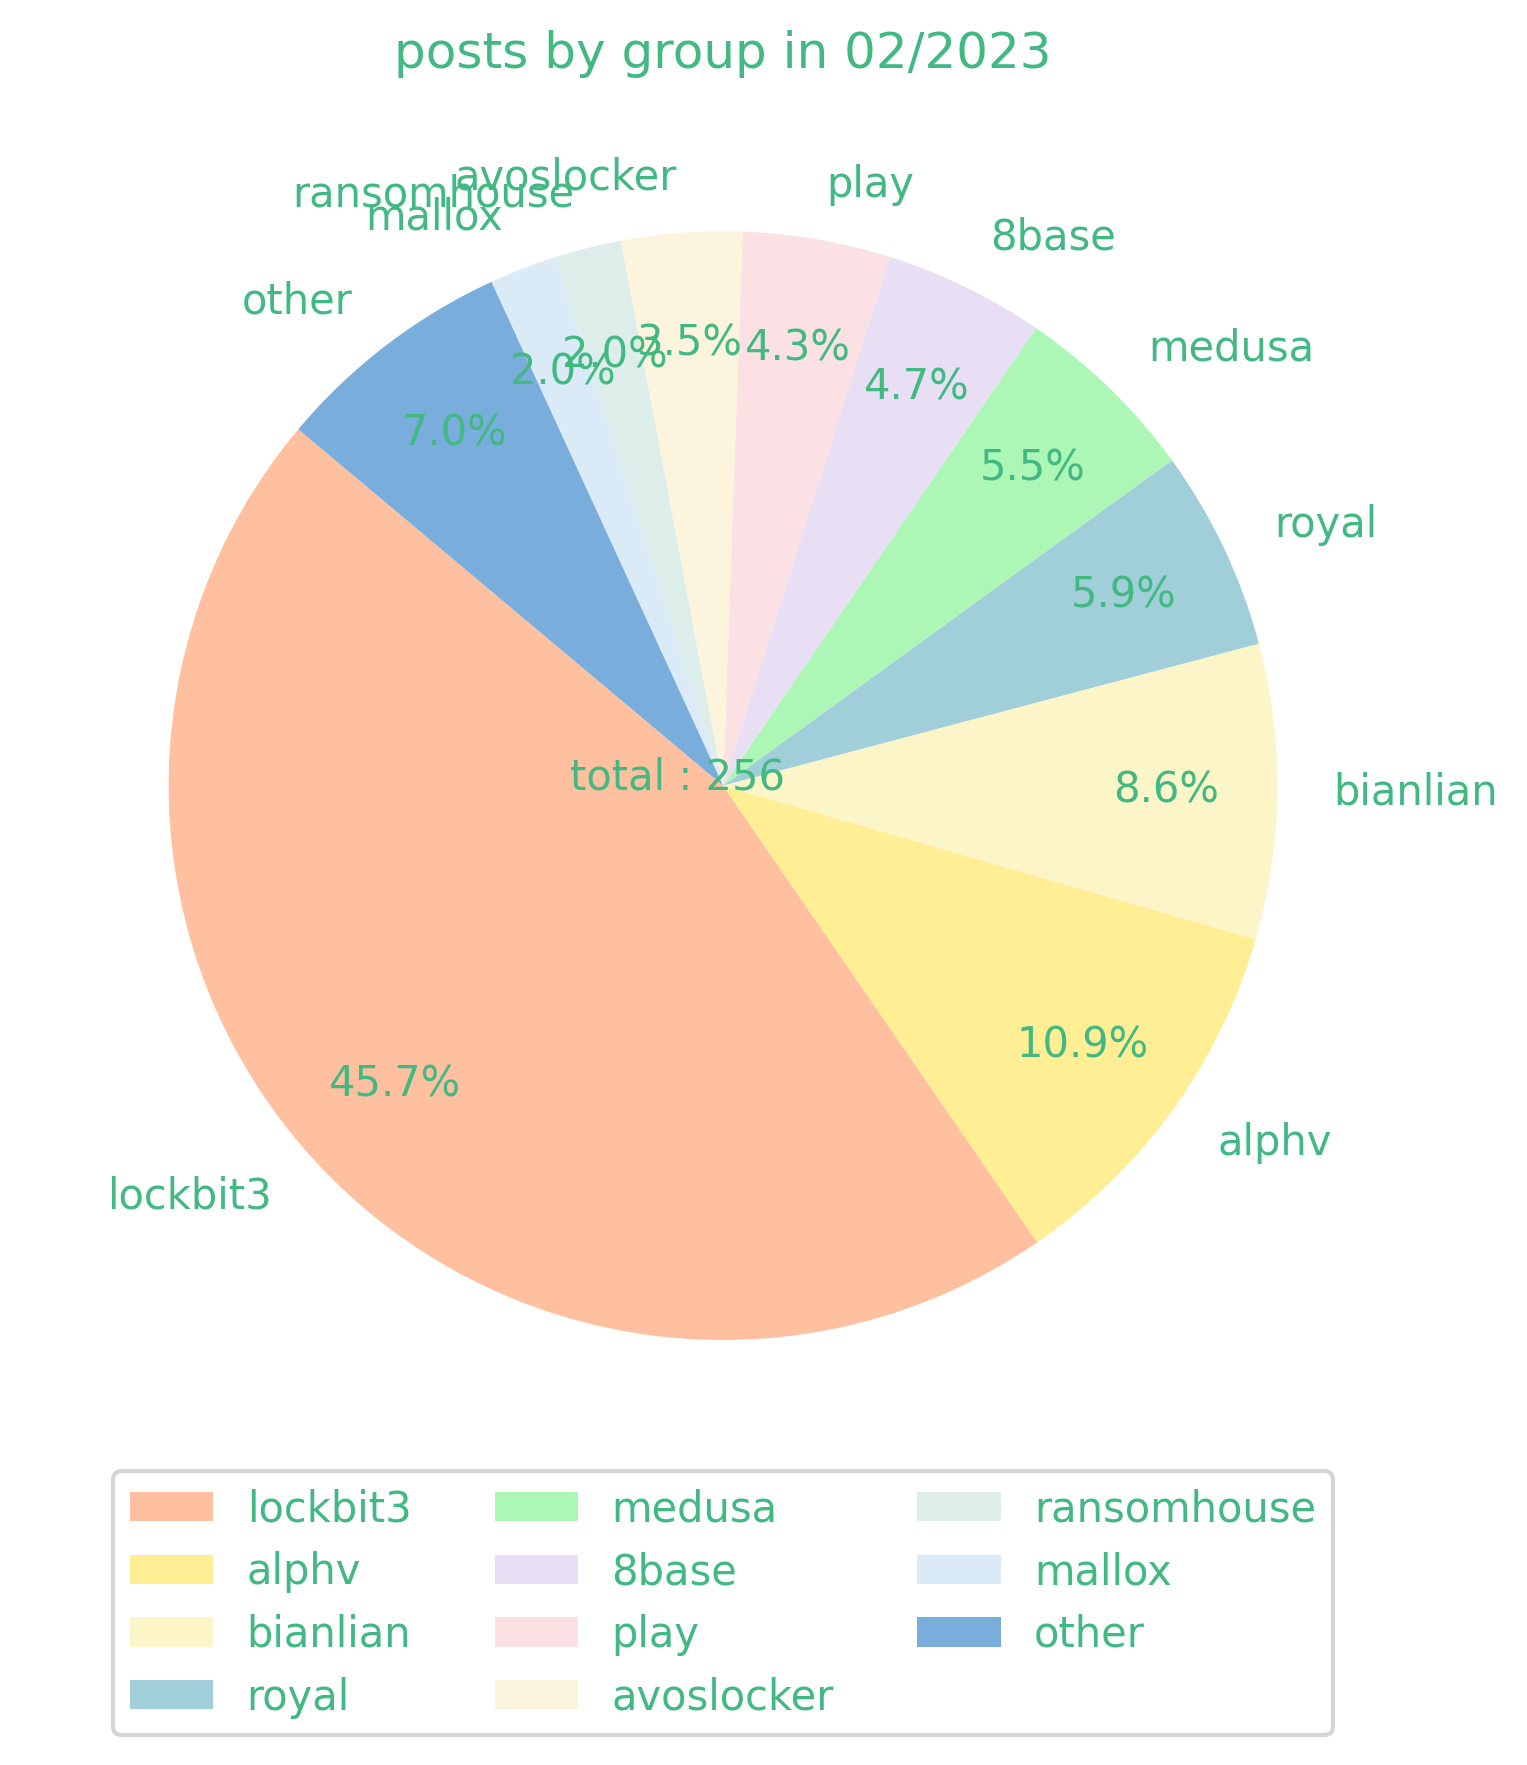 posts by group in 02/2023
avoslocker
play
ransomhouse
mallox
8base
other
medusa
royal
bianlian
alphv
lockbit3
3.5%
4.3%
2.0%
2.0%
4.7%
7.0%
5.5%
5.9%
total : 256
8.6%
10.9%
45.7%
lockbit3
alphv
bianlian
royal
medusa
8base
play
avoslocker
ransomhouse
mallox
other